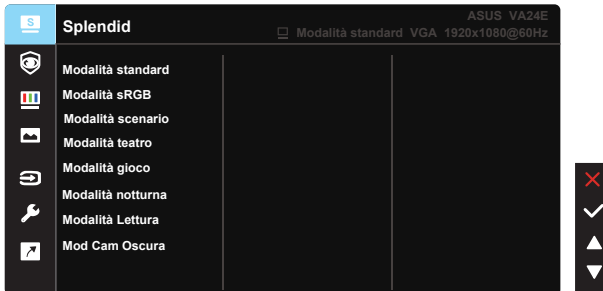 S
Splendid
ASUS VA24E
Modalità standard VGA 1920x1080@60Hz
Modalità standard
Modalità sRGB
Modalità scenario
Modalità teatro
Modalità gioco
Modalità notturna
Modalità Lettura
Mod Cam Oscura